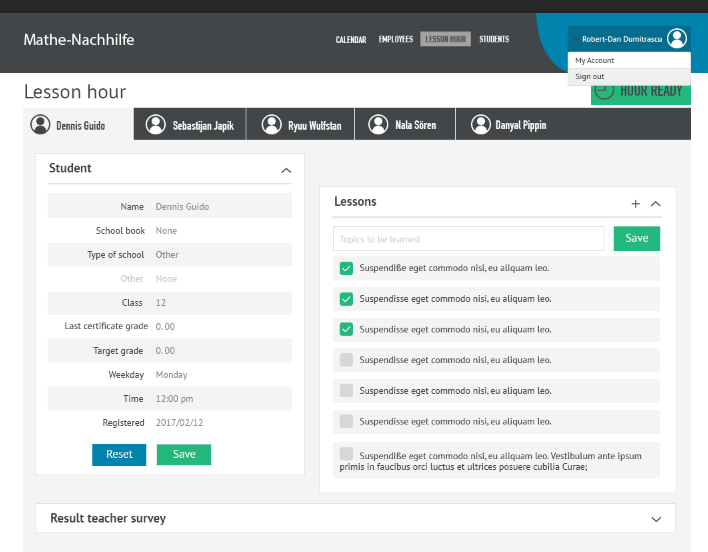 Mathe-Nachhilfe
CALENDAR EMPLOYEES LESSON HOUR STUDENTS
Robert-Dan Dumitrascu
My Account
Sign out
Lesson hour
HOUR READY
Dennis Guido Sebastijan Japik Ryuu Wulfstan Nala Sören Danyal Pippin
Student
Name Dennis Guido
School book None
Type of school Other
Other None
Class 12
Last certificate grade 0. 00
Target grade 0. 00
Weekday Monday
Time 12:00 pm
Registered 2017/02/12
Reset Save
Lessons
Topics to be learned Save
Suspendiße eget commodo nisi, eu aliquam leo.
Suspendisse eget commodo nisi, eu aliquam leo.
Suspendisse eget commodo nisi, eu aliquam leo.
Suspendisse eget commodo nisi, eu aliquam leo.
Suspendisse eget commodo nisi, eu aliquam leo.
Suspendisse eget commodo nisi, eu aliquam leo.
Suspendiße eget commodo nisi, eu aliquam leo. Vestibulum ante ipsum
primis in faucibus orci luctus et ultrices posuere cubilia Curae;
Result teacher survey